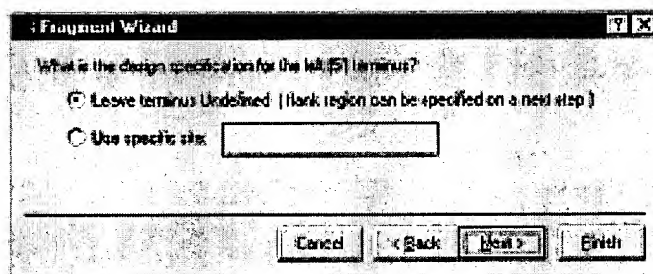 Fragment Wizard
What is the design specification for the left (5') terminus?
Leave terminus Undefined (flank region can be specified on a next step)
Use specific site:
Cancel < Back Next > Finish